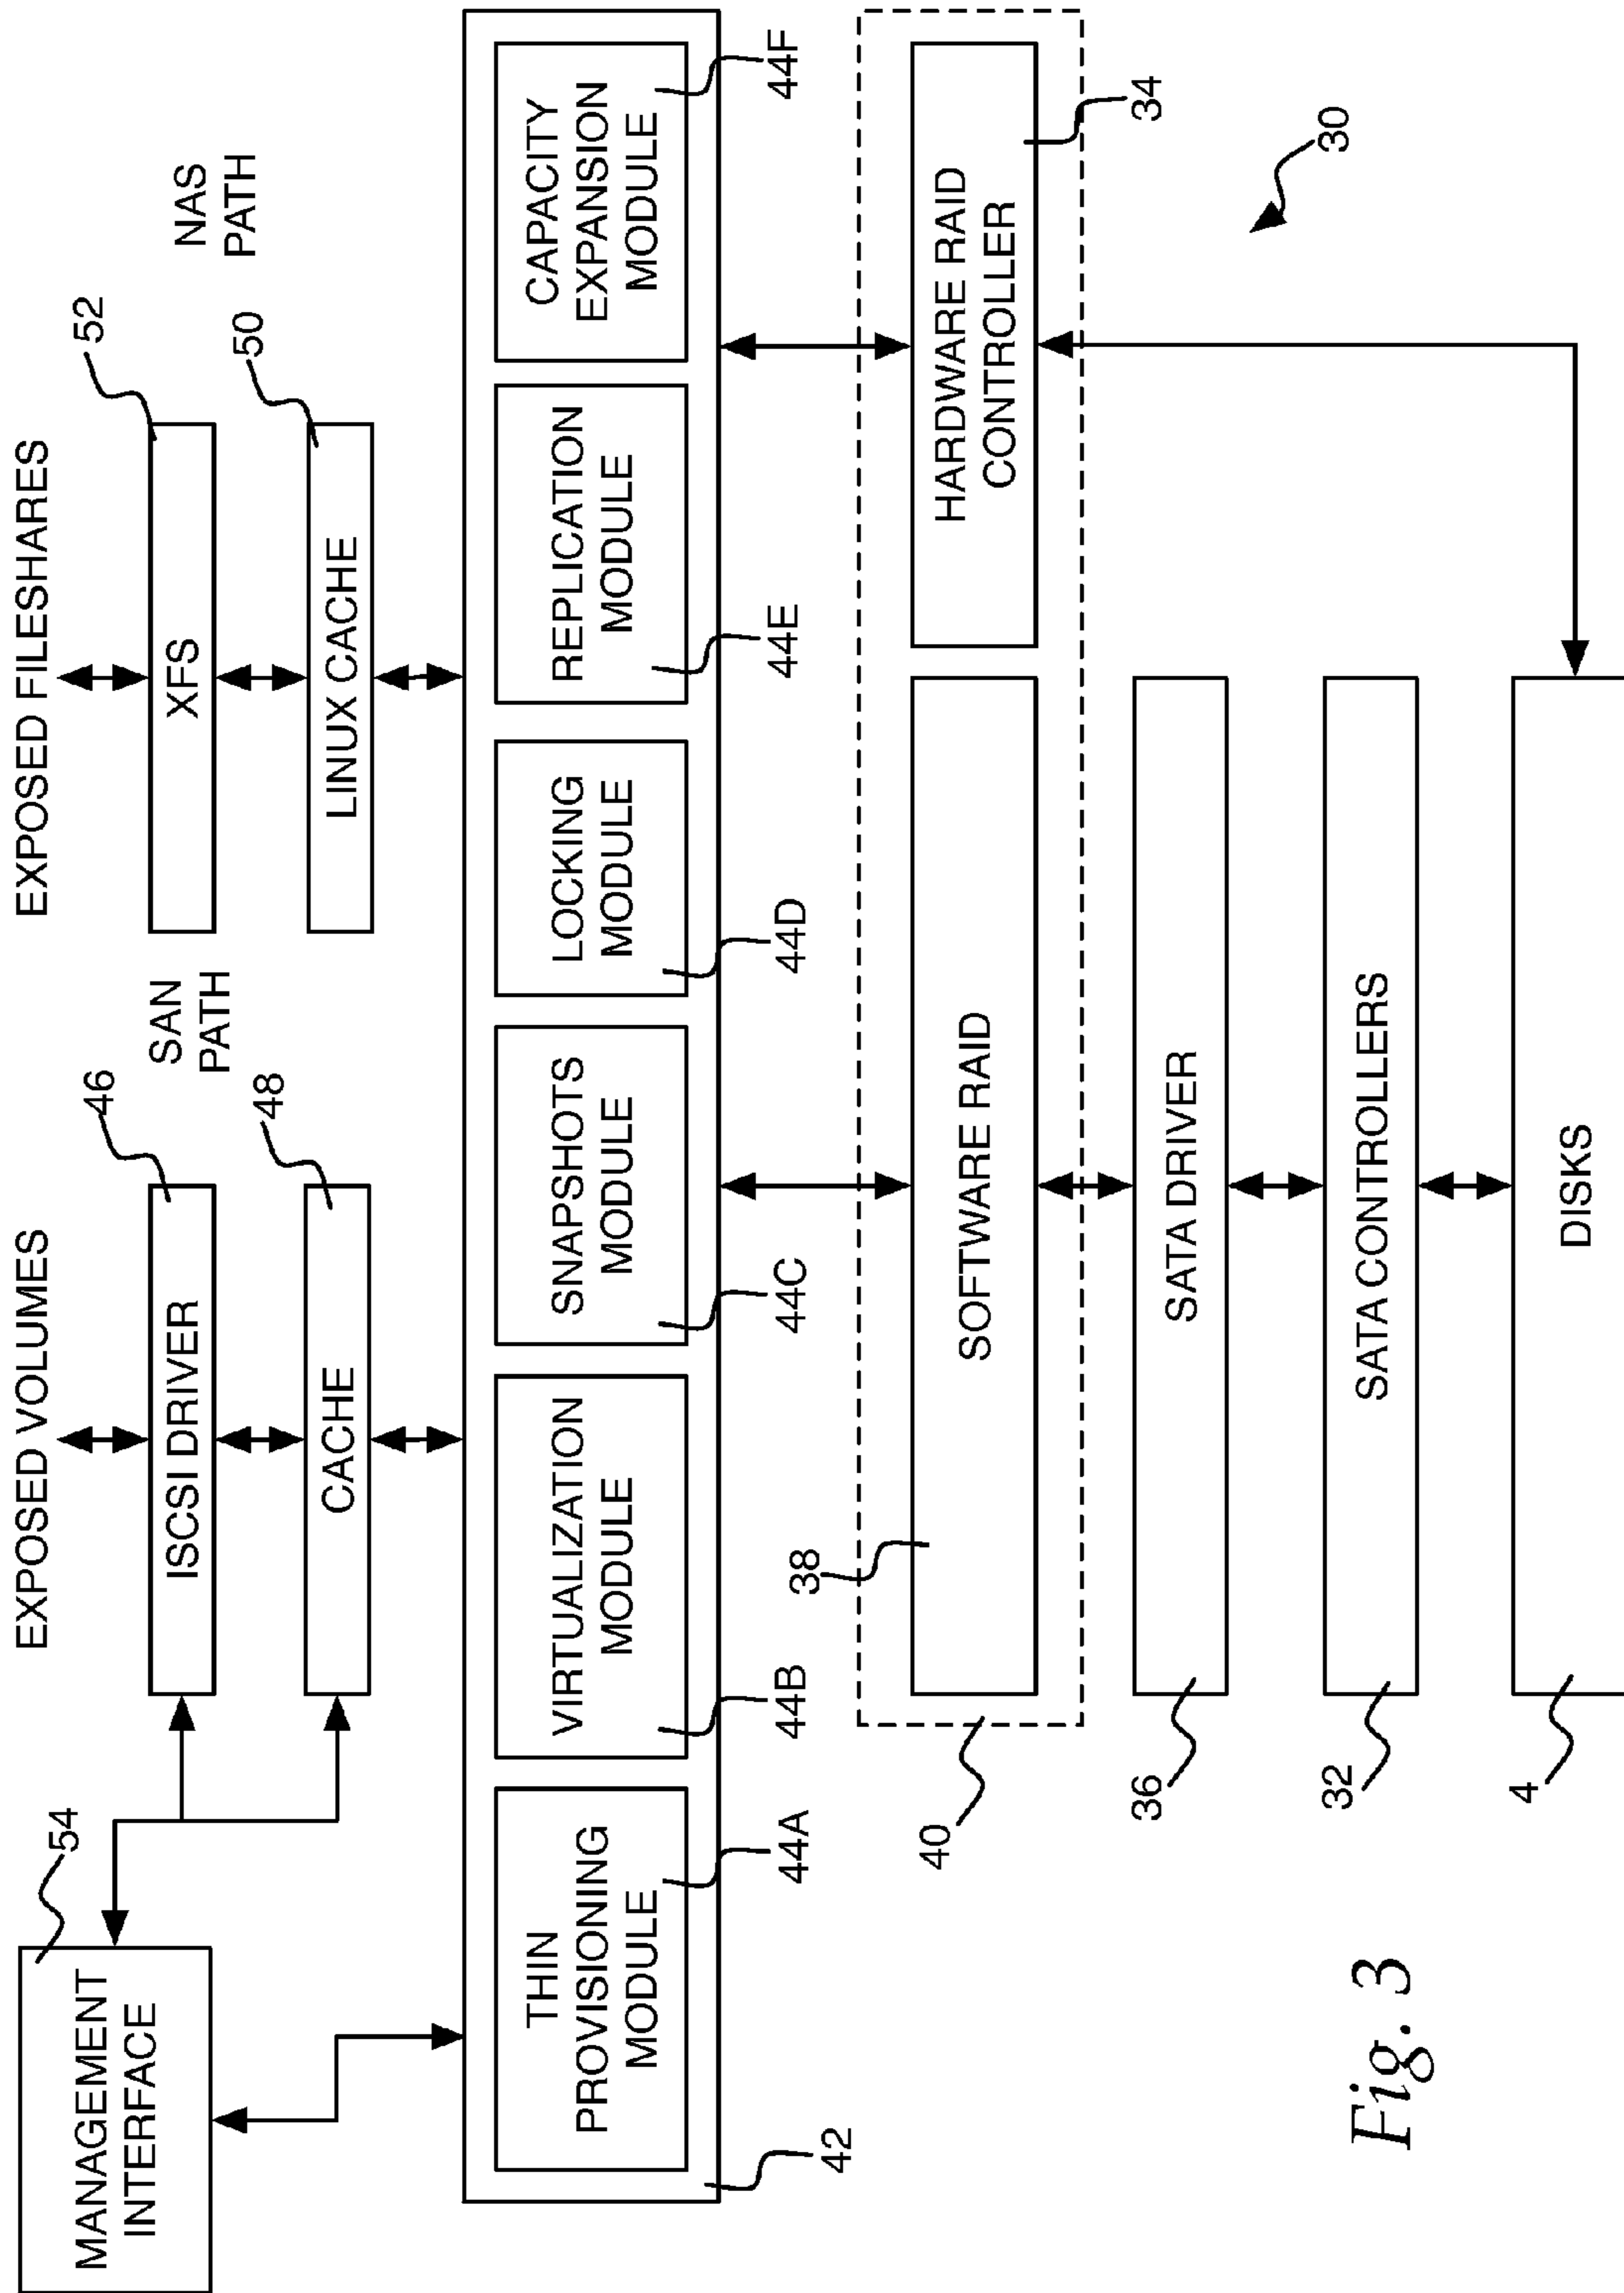 EXPOSED VOLUMES
EXPOSED FILESHARES
54
MANAGEMENT
INTERFACE
46
ISCSI DRIVER
SAN
PATH
52
XFS
NAS
PATH
48
CACHE
50
LINUX CACHE
THIN
PROVISIONING
MODULE
VIRTUALIZATION
MODULE
SNAPSHOTS
MODULE
LOCKING
MODULE
REPLICATION
MODULE
CAPACITY
EXPANSION
MODULE
42
44A
44B
44C
44D
44E
44F
38
SOFTWARE RAID
HARDWARE RAID
CONTROLLER
40
34
36
SATA DRIVER
30
32
SATA CONTROLLERS
4
DISKS
Fig. 3